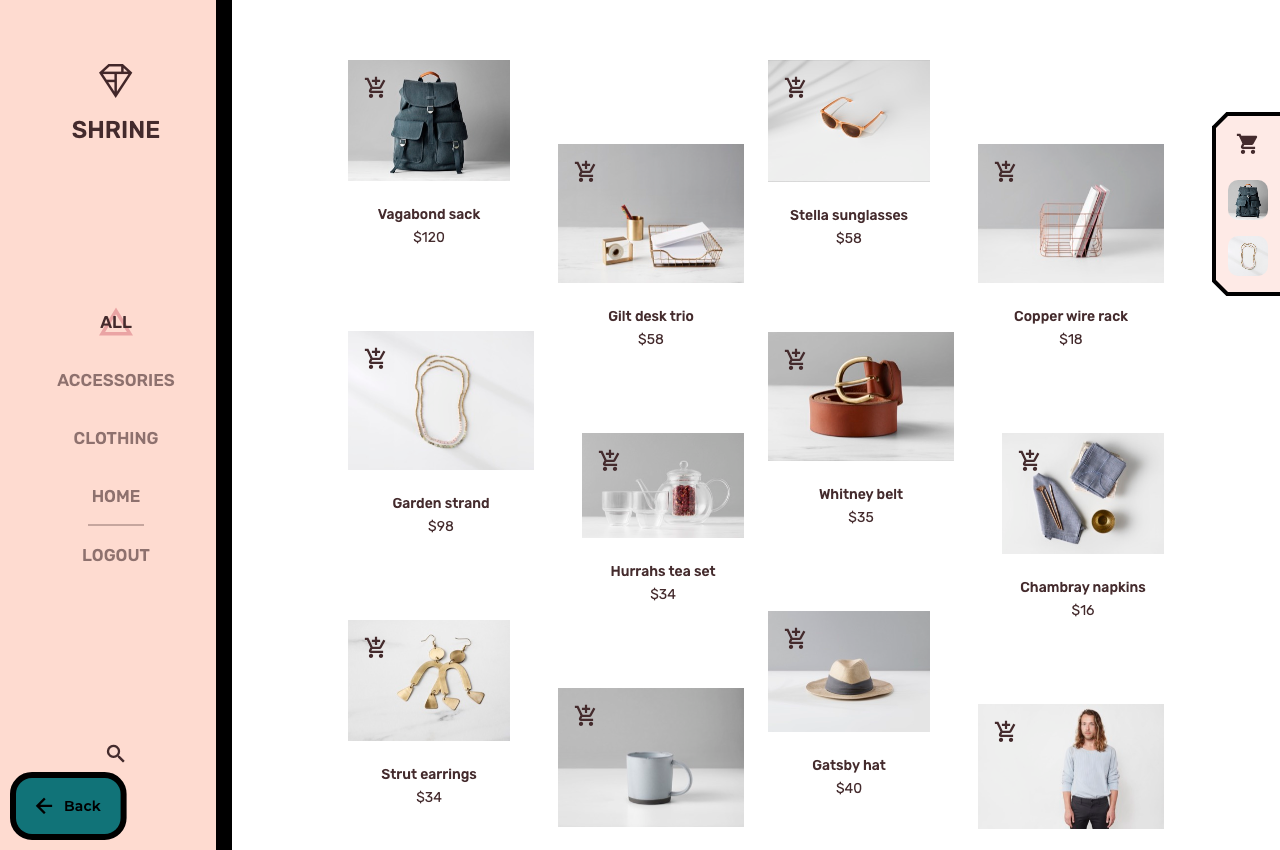 SHRINE
ALL
ACCESSORIES
CLOTHING
HOME
LOGOUT
Back
Vagabond sack
$120
Stella sunglasses
$58
Gilt desk trio
$58
Copper wire rack
$18
Garden strand
$98
Whitney belt
$35
Hurrahs tea set
$34
Chambray napkins
$16
Strut earrings
$34
Gatsby hat
$40